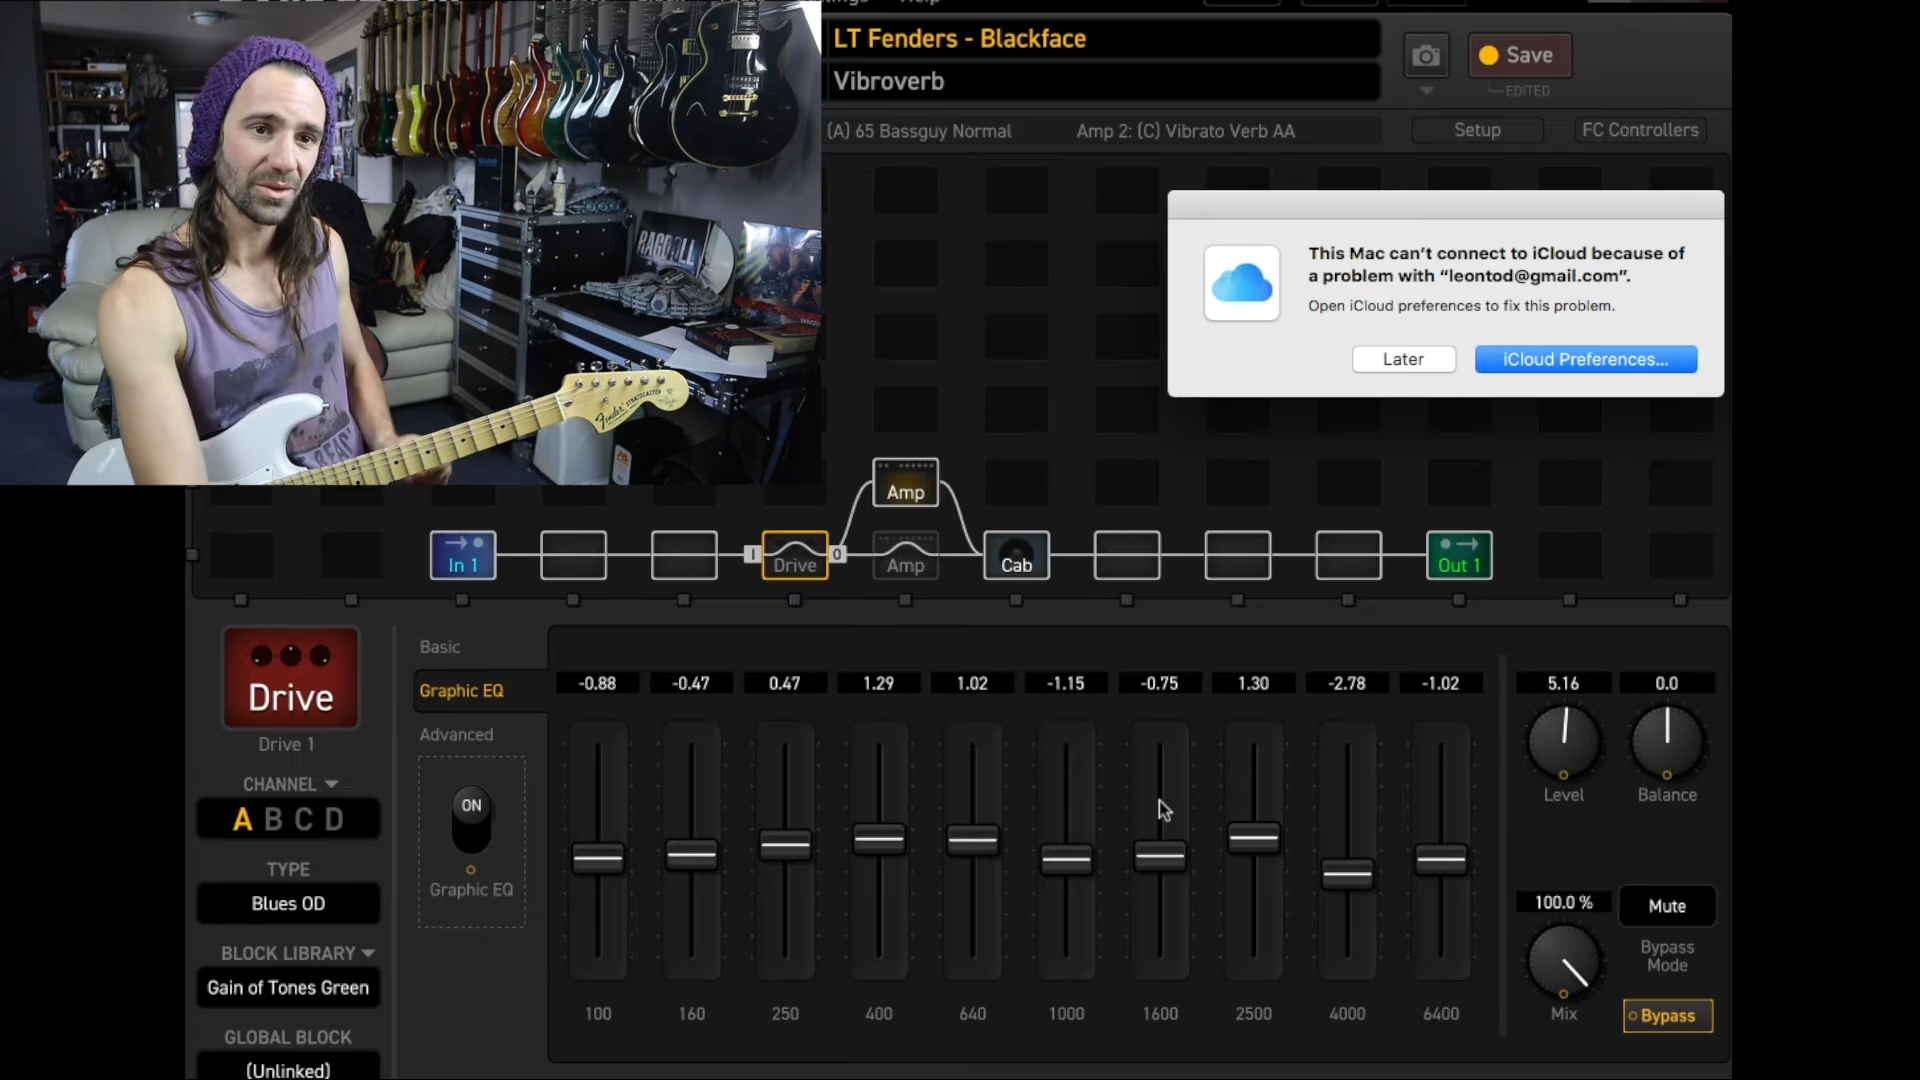 LT Fenders - Blackface
Save
Vibroverb
EDITED
(A) 65 Bassguy Normal
Amp 2: (C) Vibrato Verb AA
Setup
FC Controllers
RAGDOLL
This Mac can't connect to iCloud because of
a problem with “leontod@gmail.com”.
Open iCloud preferences to fix this problem.
Later
iCloud Preferences...
Fender STRATOCASTER
Amp
In 1
I
Drive
O
Amp
Cab
Out 1
Drive
Drive 1
CHANNEL
A B C D
TYPE
Blues OD
BLOCK LIBRARY
Gain of Tones Green
GLOBAL BLOCK
(Unlinked)
Basic
Graphic EQ
Advanced
ON
Graphic EQ
-0.88 -0.47 0.47 1.29 1.02 -1.15 -0.75 1.30 -2.78 -1.02
100 160 250 400 640 1000 1600 2500 4000 6400
5.16 0.0
Level Balance
100.0 %
Mute
Bypass
Mode
Mix
Bypass